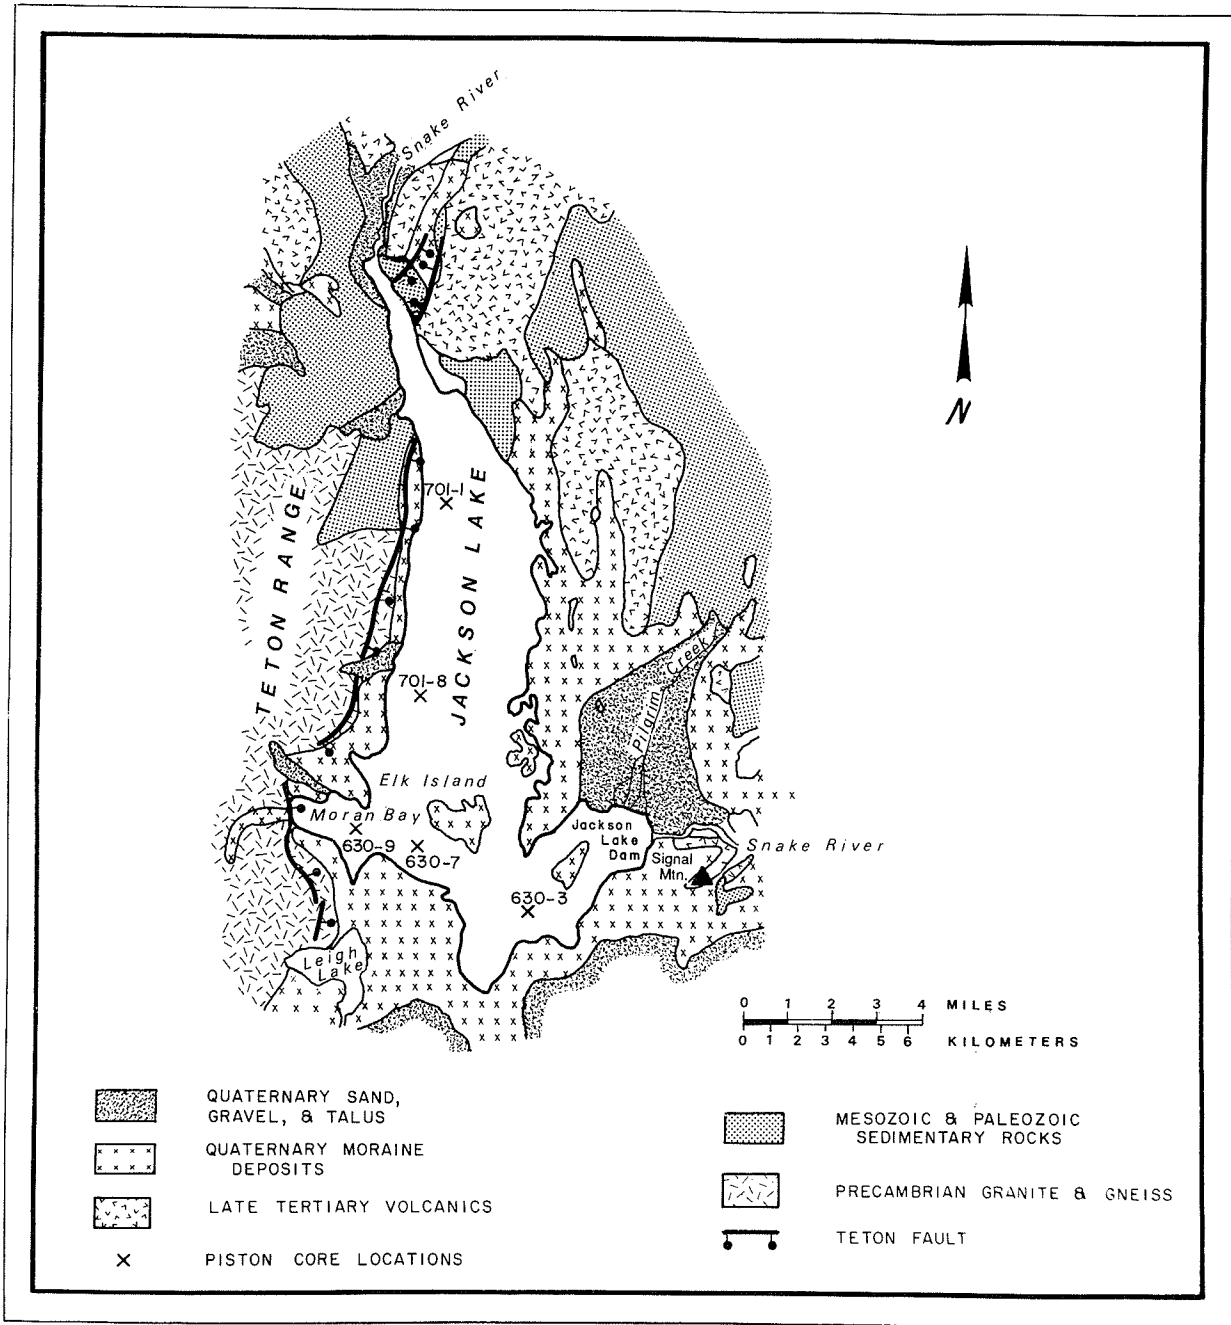 Snake River
N
TETON RANGE
JACKSON LAKE
701-1
701-8
Pilgrim Creek
Elk Island
Moran Bay
630-9
630-7
630-3
Jackson
Lake
Dam
Signal
Mtn.
Snake River
Leigh
Lake
0 1 2 3 4 MILES
0 1 2 3 4 5 6 KILOMETERS
QUATERNARY SAND,
GRAVEL, & TALUS
QUATERNARY MORAINE
DEPOSITS
LATE TERTIARY VOLCANICS
PISTON CORE LOCATIONS
MESOZOIC & PALEOZOIC
SEDIMENTARY ROCKS
PRECAMBRIAN GRANITE & GNEISS
TETON FAULT